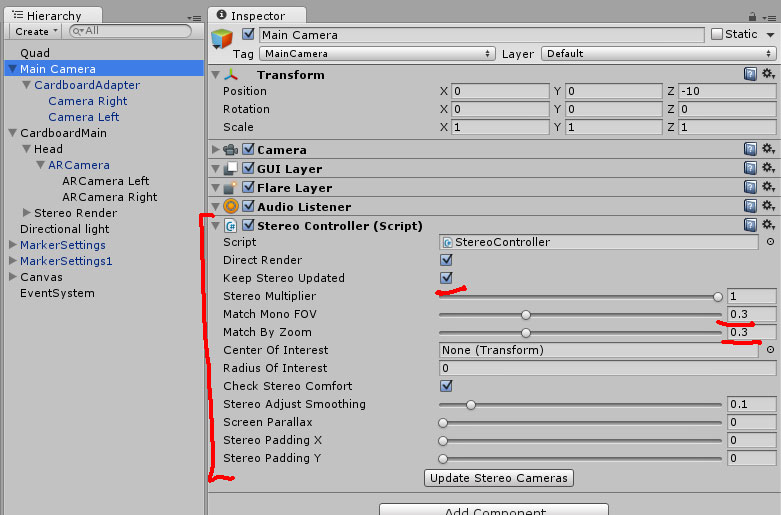 Hierarchy
Create
All
Quad
Main Camera
CardboardAdapter
Camera Right
Camera Left
CardboardMain
Head
ARCamera
ARCamera Left
ARCamera Right
Stereo Render
Directional light
MarkerSettings
MarkerSettings1
Canvas
EventSystem
Inspector
Main Camera Static
Tag MainCamera Layer Default
Transform
Position X 0 Y 0 Z -10
Rotation X 0 Y 0 Z 0
Scale X 1 Y 1 Z 1
Camera
GUI Layer
Flare Layer
Audio Listener
Stereo Controller (Script)
Script StereoController
Direct Render
Keep Stereo Updated
Stereo Multiplier 1
Match Mono FOV 0.3
Match By Zoom 0.3
Center Of Interest None (Transform)
Radius Of Interest 0
Check Stereo Comfort
Stereo Adjust Smoothing 0.1
Screen Parallax 0
Stereo Padding X 0
Stereo Padding Y 0
Update Stereo Cameras
Add Component